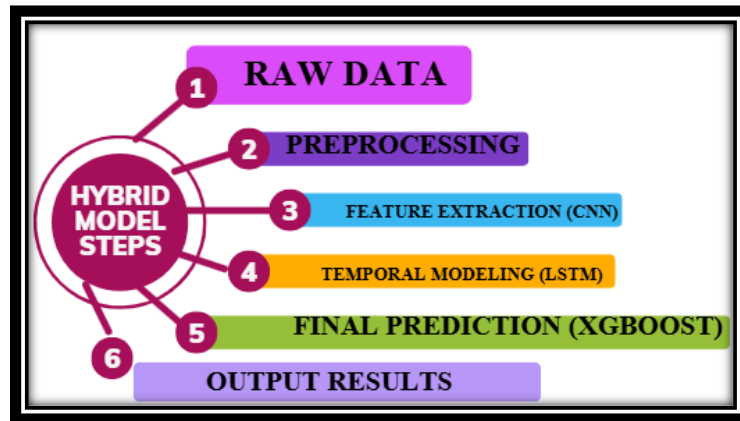 1 RAW DATA
2 PREPROCESSING
HYBRID
MODEL
STEPS
3 FEATURE EXTRACTION (CNN)
4 TEMPORAL MODELING (LSTM)
5 FINAL PREDICTION (XGBOOST)
6 OUTPUT RESULTS